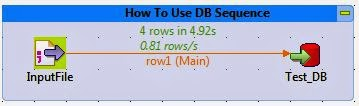 How To Use DB Sequence
4 rows in 4.92s
0.81 rows/s
row1 (Main)
InputFile
Test_DB